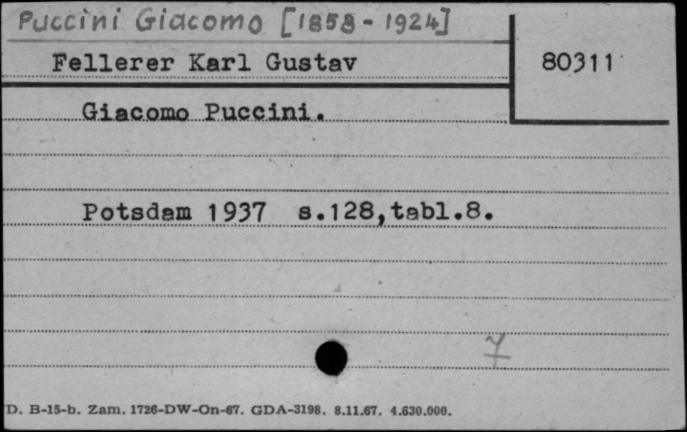 Puccini Giacomo [1858-1924]
Fellerer Karl Gustav
80311
Giacomo Puccini.
Potsdam 1937 s.128,tabl.8.
7
D. B-15-b. Zam. 1726-DW-On-67. GDA-3198. 8.11.67. 4.630.000.